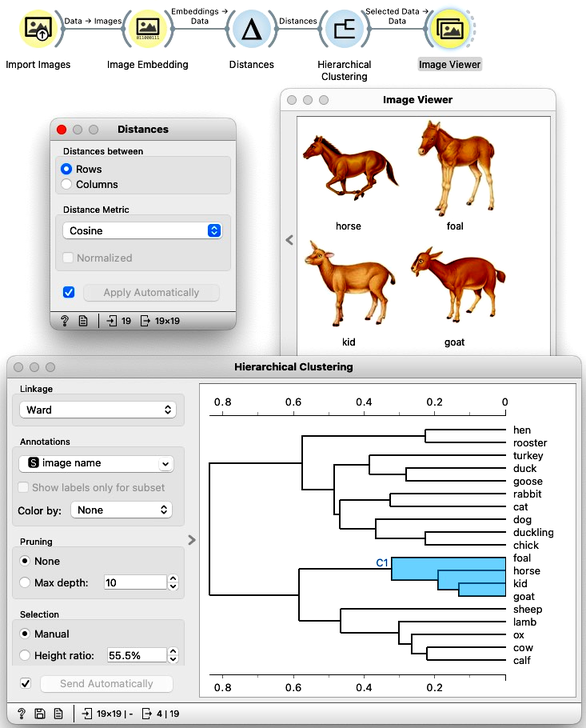 Data → Images
Embeddings →
Data
Distances
Selected Data →
Data
011000111
Import Images
Image Embedding
Distances
Hierarchical
Clustering
Image Viewer
Image Viewer
horse
foal
kid
goat
Distances
Distances between
Rows
Columns
Distance Metric
Cosine
Normalized
Apply Automatically
? 19 19×19
Hierarchical Clustering
Linkage
Ward
Annotations
S image name
Show labels only for subset
Color by: None
Pruning
None
Max depth: 10
Selection
Manual
Height ratio: 55.5%
Send Automatically
0.8 0.6 0.4 0.2 0
hen
rooster
turkey
duck
goose
rabbit
cat
dog
duckling
chick
C1
foal
horse
kid
goat
sheep
lamb
ox
cow
calf
0.8 0.6 0.4 0.2 0
? 19×19 | - 4 | 19